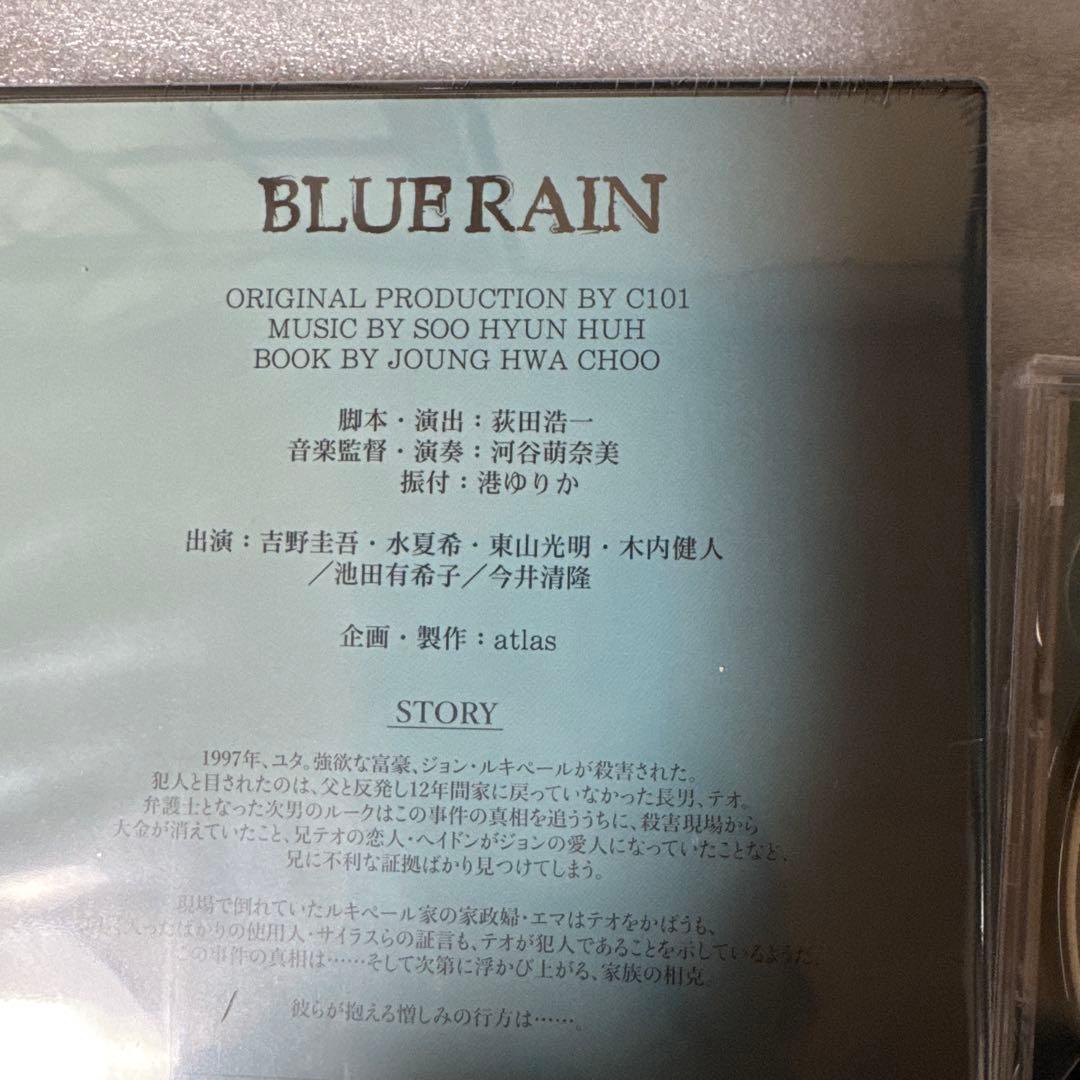 BLUE RAIN
ORIGINAL PRODUCTION BY C101
MUSIC BY SOO HYUN HUH
BOOK BY JOUNG HWA CHOO
脚本・演出：荻田浩一
音楽監督・演奏：河谷萌奈美
振付：港ゆりか
出演：吉野圭吾・水夏希・東山光明・木内健人
／池田有希子／今井清隆
企画・製作：atlas
STORY
1997年、ユタ。強欲な富豪、ジョン・ルキペールが殺害された。
犯人と目されたのは、父と反発し12年間家に戻っていなかった長男、テオ。
弁護士となった次男のルークはこの事件の真相を追ううちに、殺害現場から
大金が消えていたこと、兄テオの恋人・ヘイドンがジョンの愛人になっていたことなど、
兄に不利な証拠ばかり見つけてしまう。
現場で倒れていたルキペール家の家政婦・エマはテオをかばうも、
入ったばかりの使用人・サイラスらの証言も、テオが犯人であることを示しているようだ。
この事件の真相は……そして次第に浮かび上がる、家族の相克。
彼らが抱える憎しみの行方は……。